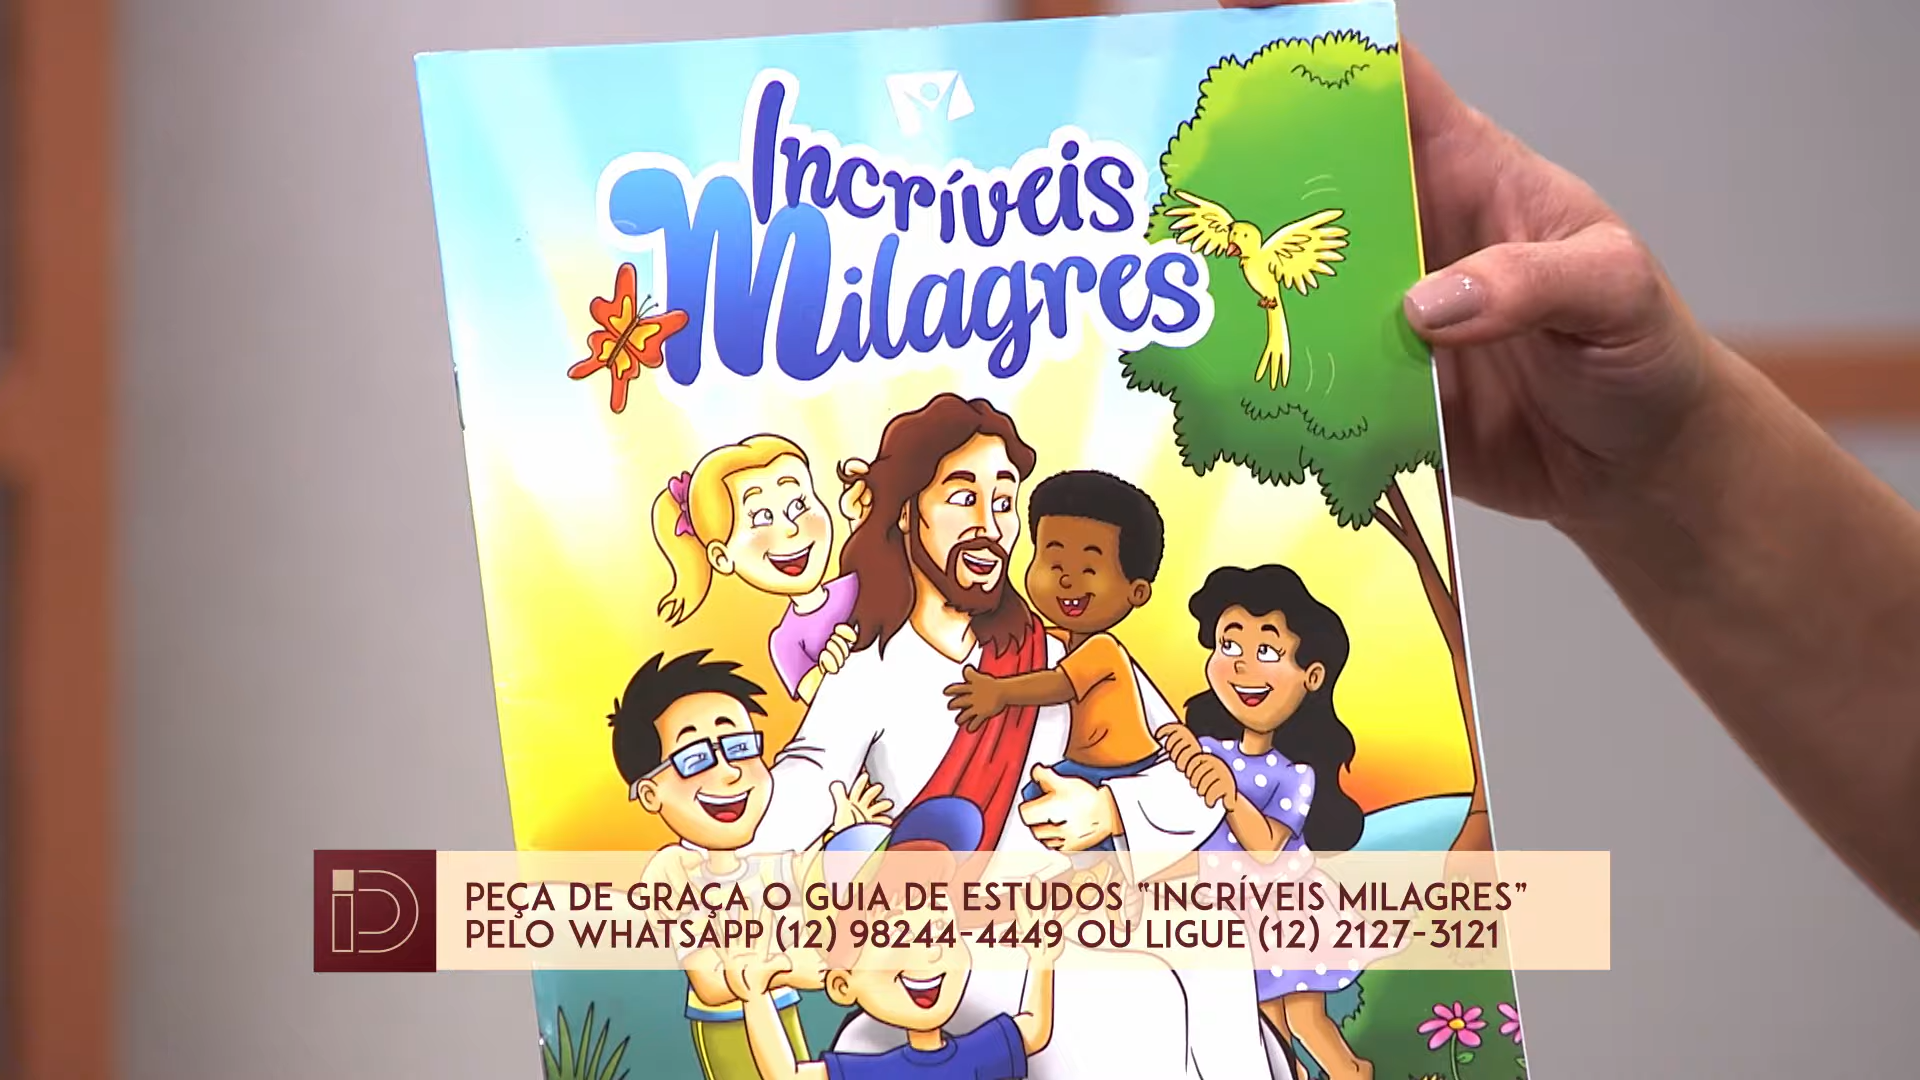 Incríveis
Milagres
iD
PEÇA DE GRAÇA O GUIA DE ESTUDOS “INCRÍVEIS MILAGRES”
PELO WHATSAPP (12) 98244-4449 OU LIGUE (12) 2127-3121